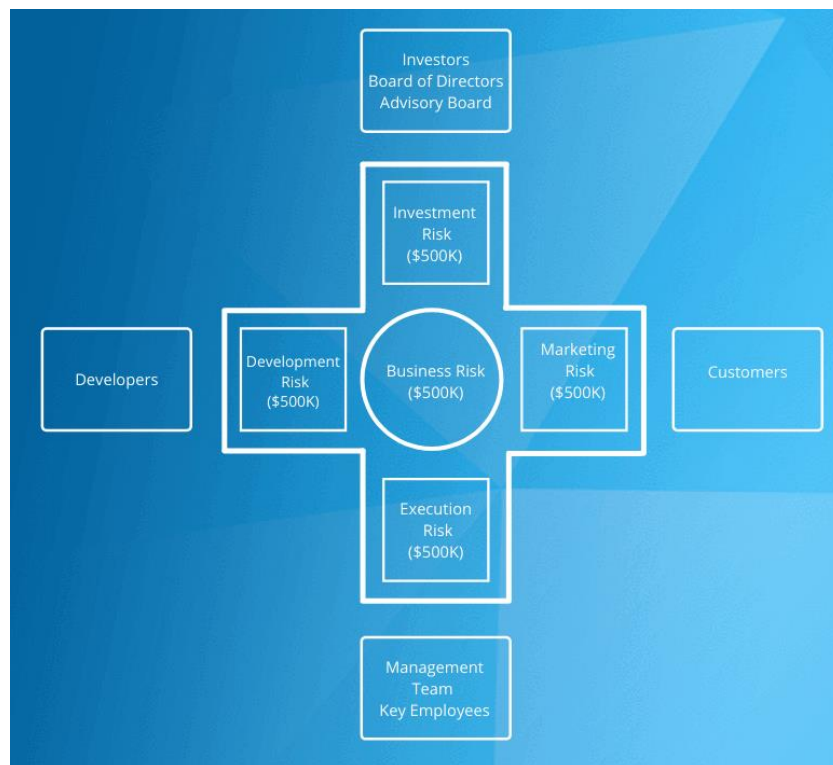 Investors
Board of Directors
Advisory Board
Investment
Risk
($500K)
Developers
Development
Risk
($500K)
Business Risk
($500K)
Marketing
Risk
($500K)
Customers
Execution
Risk
($500K)
Management
Team
Key Employees